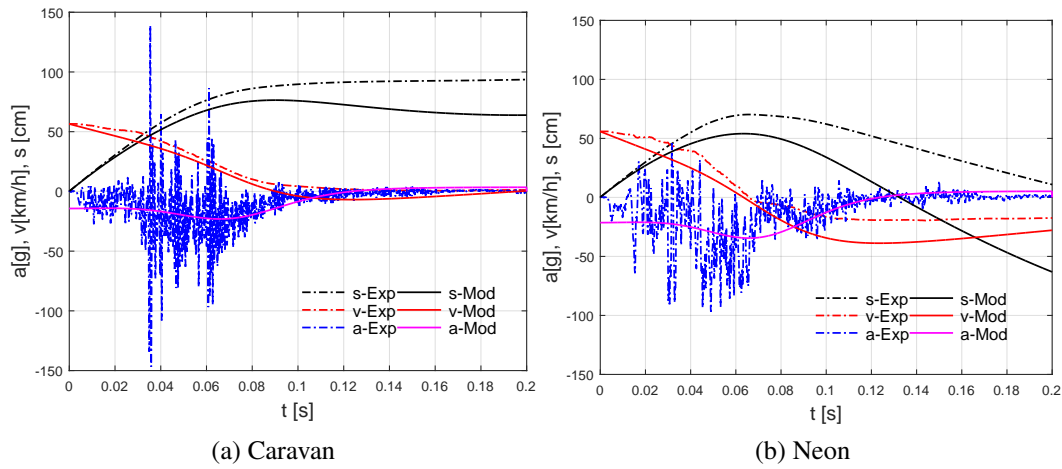 150
100
50
0
-50
-100
-150
a[g], v[km/h], s [cm]
s-Exp s-Mod
v-Exp v-Mod
a-Exp a-Mod
0 0.02 0.04 0.06 0.08 0.1 0.12 0.14 0.16 0.18 0.2
t [s]
(a) Caravan
150
100
50
0
-50
-100
-150
a[g], v[km/h], s [cm]
s-Exp s-Mod
v-Exp v-Mod
a-Exp a-Mod
0 0.02 0.04 0.06 0.08 0.1 0.12 0.14 0.16 0.18 0.2
t [s]
(b) Neon